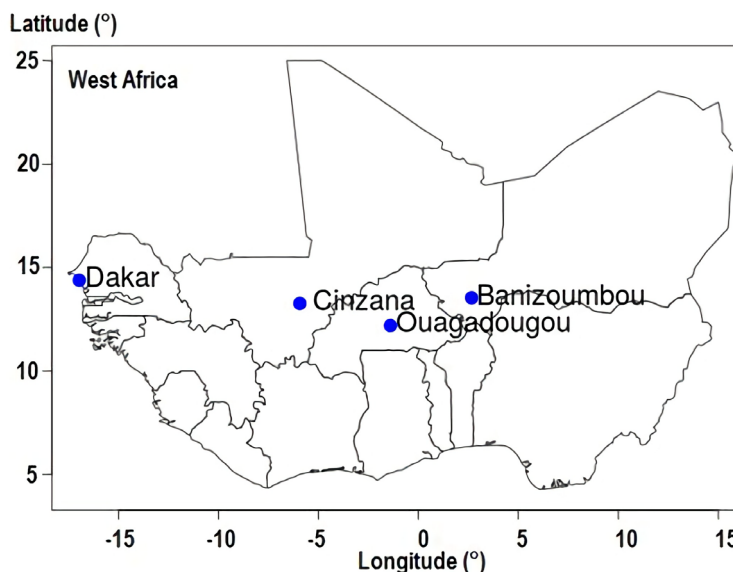 Latitude (°)
25
West Africa
20
15
Dakar
Cinzana
Banizoumbou
Ouagadougou
10
5
-15 -10 -5 0 5 10 15
Longitude (°)